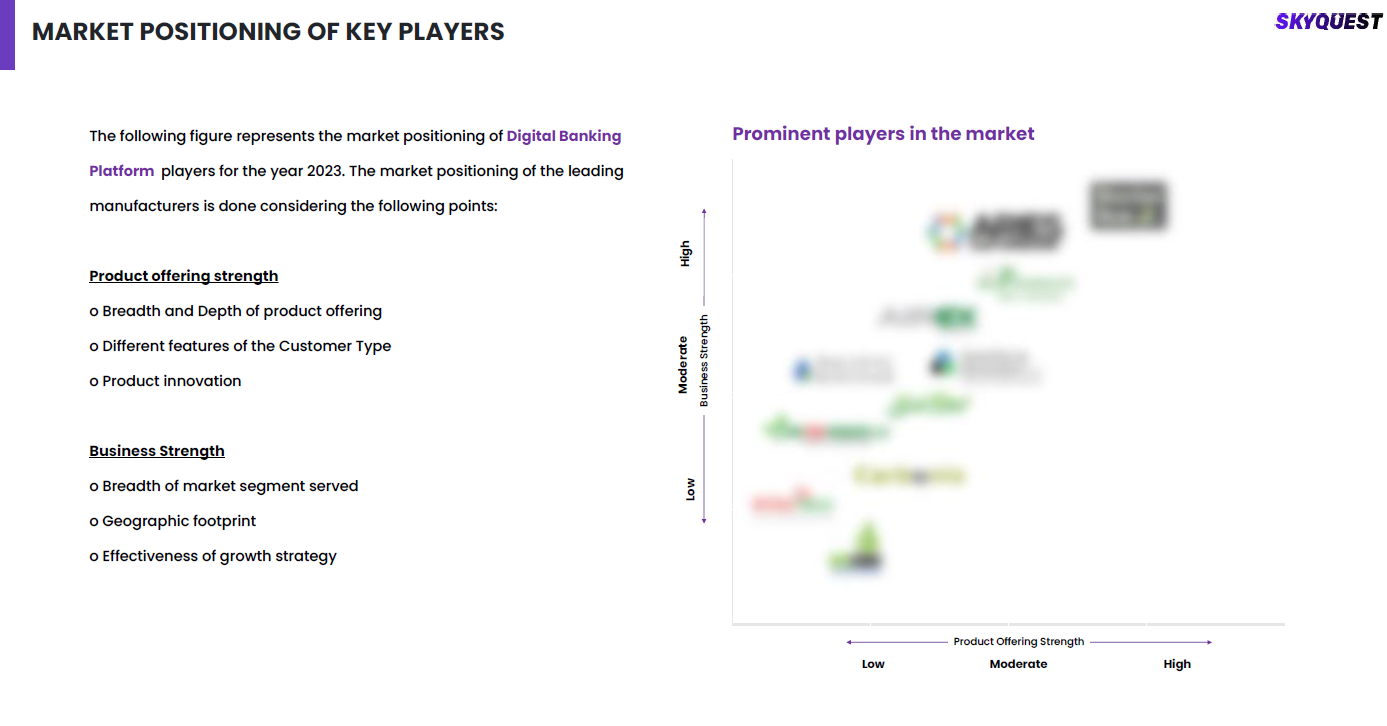 MARKET POSITIONING OF KEY PLAYERS
SKYQUEST
The following figure represents the market positioning of Digital Banking
Platform players for the year 2023. The market positioning of the leading
manufacturers is done considering the following points:
Product offering strength
o Breadth and Depth of product offering
o Different features of the Customer Type
o Product innovation
Business Strength
o Breadth of market segment served
o Geographic footprint
o Effectiveness of growth strategy
Prominent players in the market
High
Moderate
Low
Business Strength
ARIES
Product Offering Strength
Low
Moderate
High